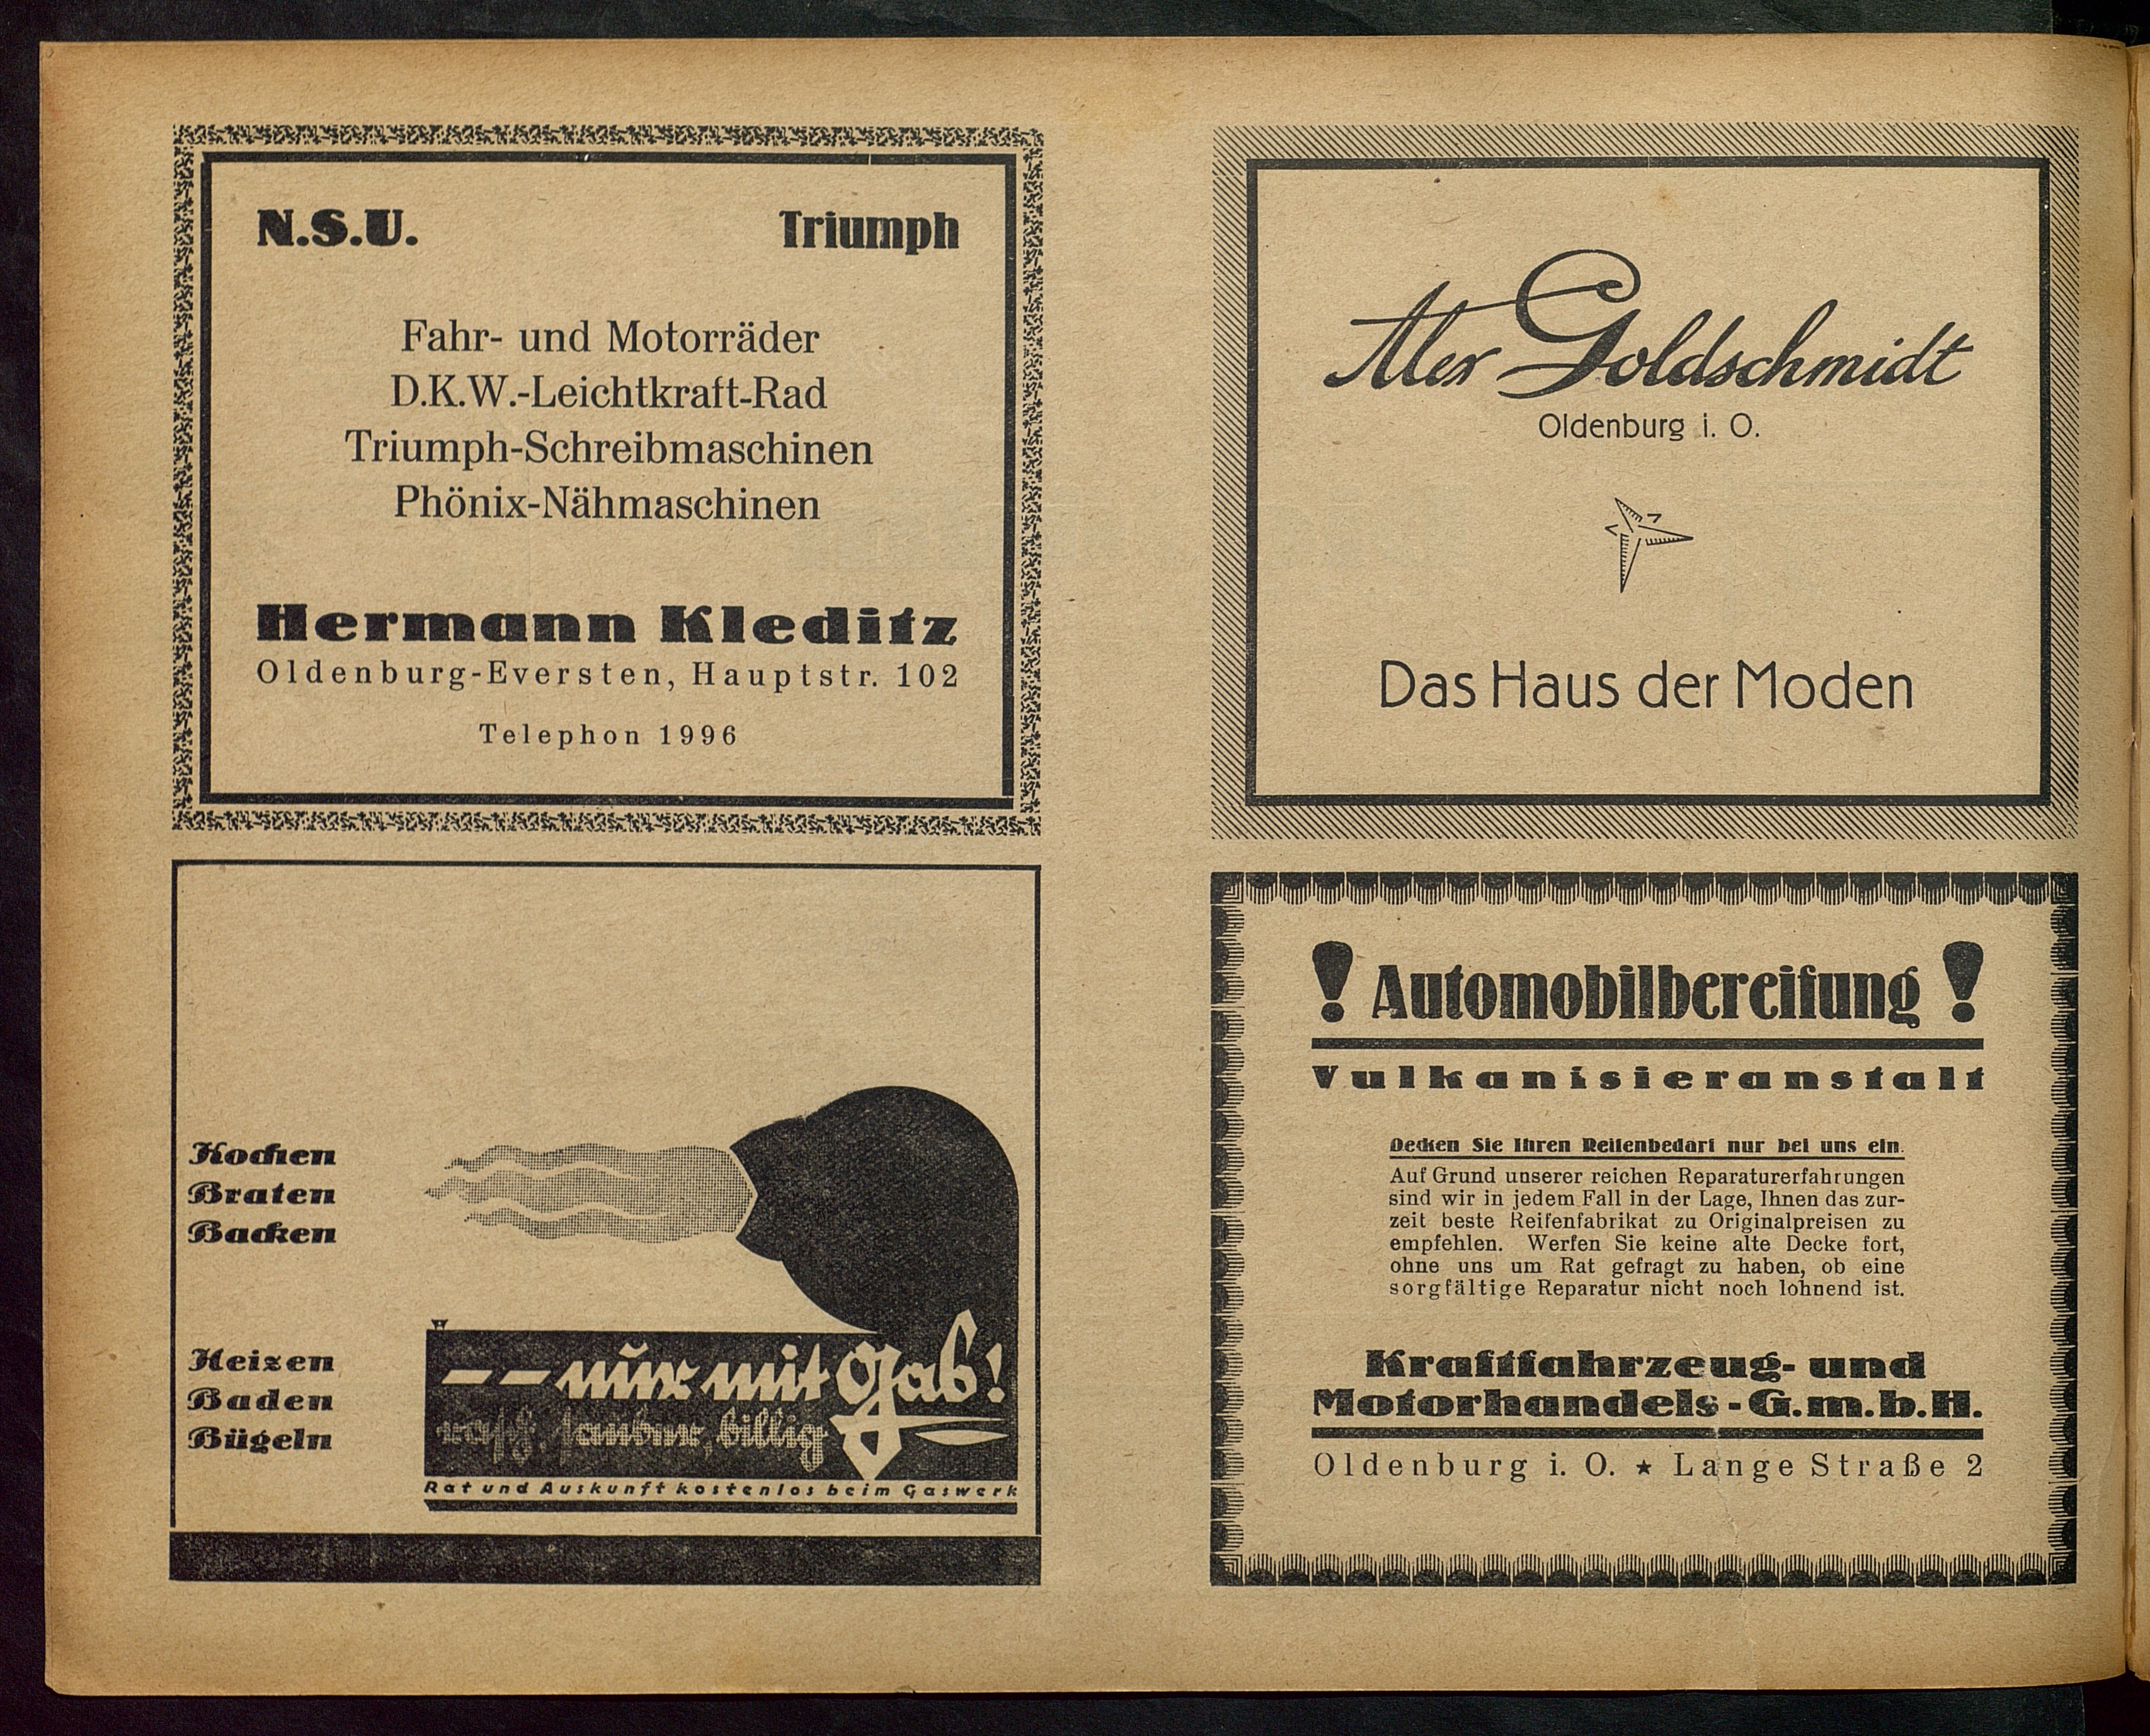 N.S.U. Triumph
Fahr- und Motorräder
D.K.W.-Leichtkraft-Rad
Triumph-Schreibmaschinen
Phönix-Nähmaschinen
Hermann Kleditz
Oldenburg-Eversten, Hauptstr. 102
Telephon 1996
Kochen
Braten
Backen
Heizen
Baden
Bügeln
-- nur mit Gas!
rasch, sauber, billig
Rat und Auskunft kostenlos beim Gaswerk
Alex Goldschmidt
Oldenburg i. O.
Das Haus der Moden
! Automobilbereifung !
Vulkanisieranstalt
Decken Sie Ihren Reifenbedarf nur bei uns ein.
Auf Grund unserer reichen Reparaturerfahrungen
sind wir in jedem Fall in der Lage, Ihnen das zur-
zeit beste Reifenfabrikat zu Originalpreisen zu
empfehlen. Werfen Sie keine alte Decke fort,
ohne uns um Rat gefragt zu haben, ob eine
sorgfältige Reparatur nicht noch lohnend ist.
Kraftfahrzeug- und
Motorhandels-G.m.b.H.
Oldenburg i. O. ★ Lange Straße 2